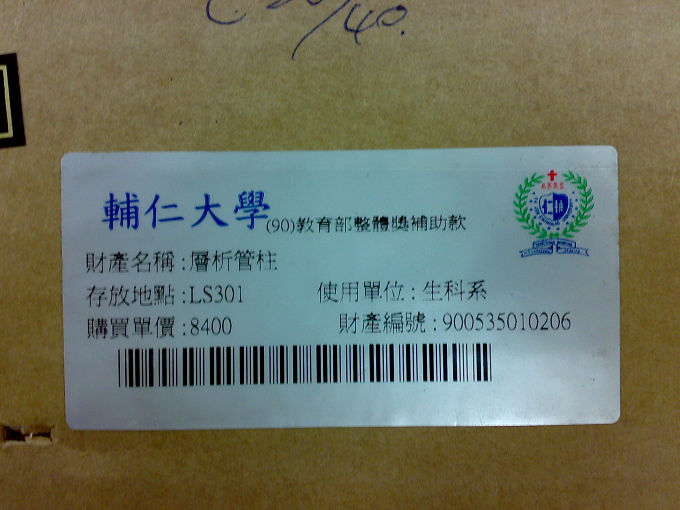 40.
輔仁大學 (90)教育部整體獎補助款
財產名稱:層析管柱
存放地點:LS301 使用單位:生科系
購買單價:8400 財產編號:900535010206